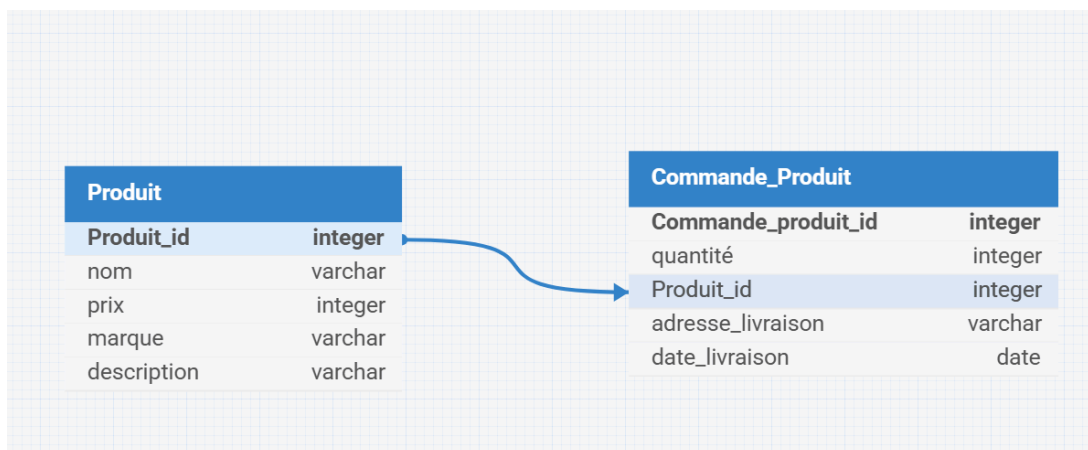 Produit
Produit_id integer
nom varchar
prix integer
marque varchar
description varchar
Commande_Produit
Commande_produit_id integer
quantité integer
Produit_id integer
adresse_livraison varchar
date_livraison date